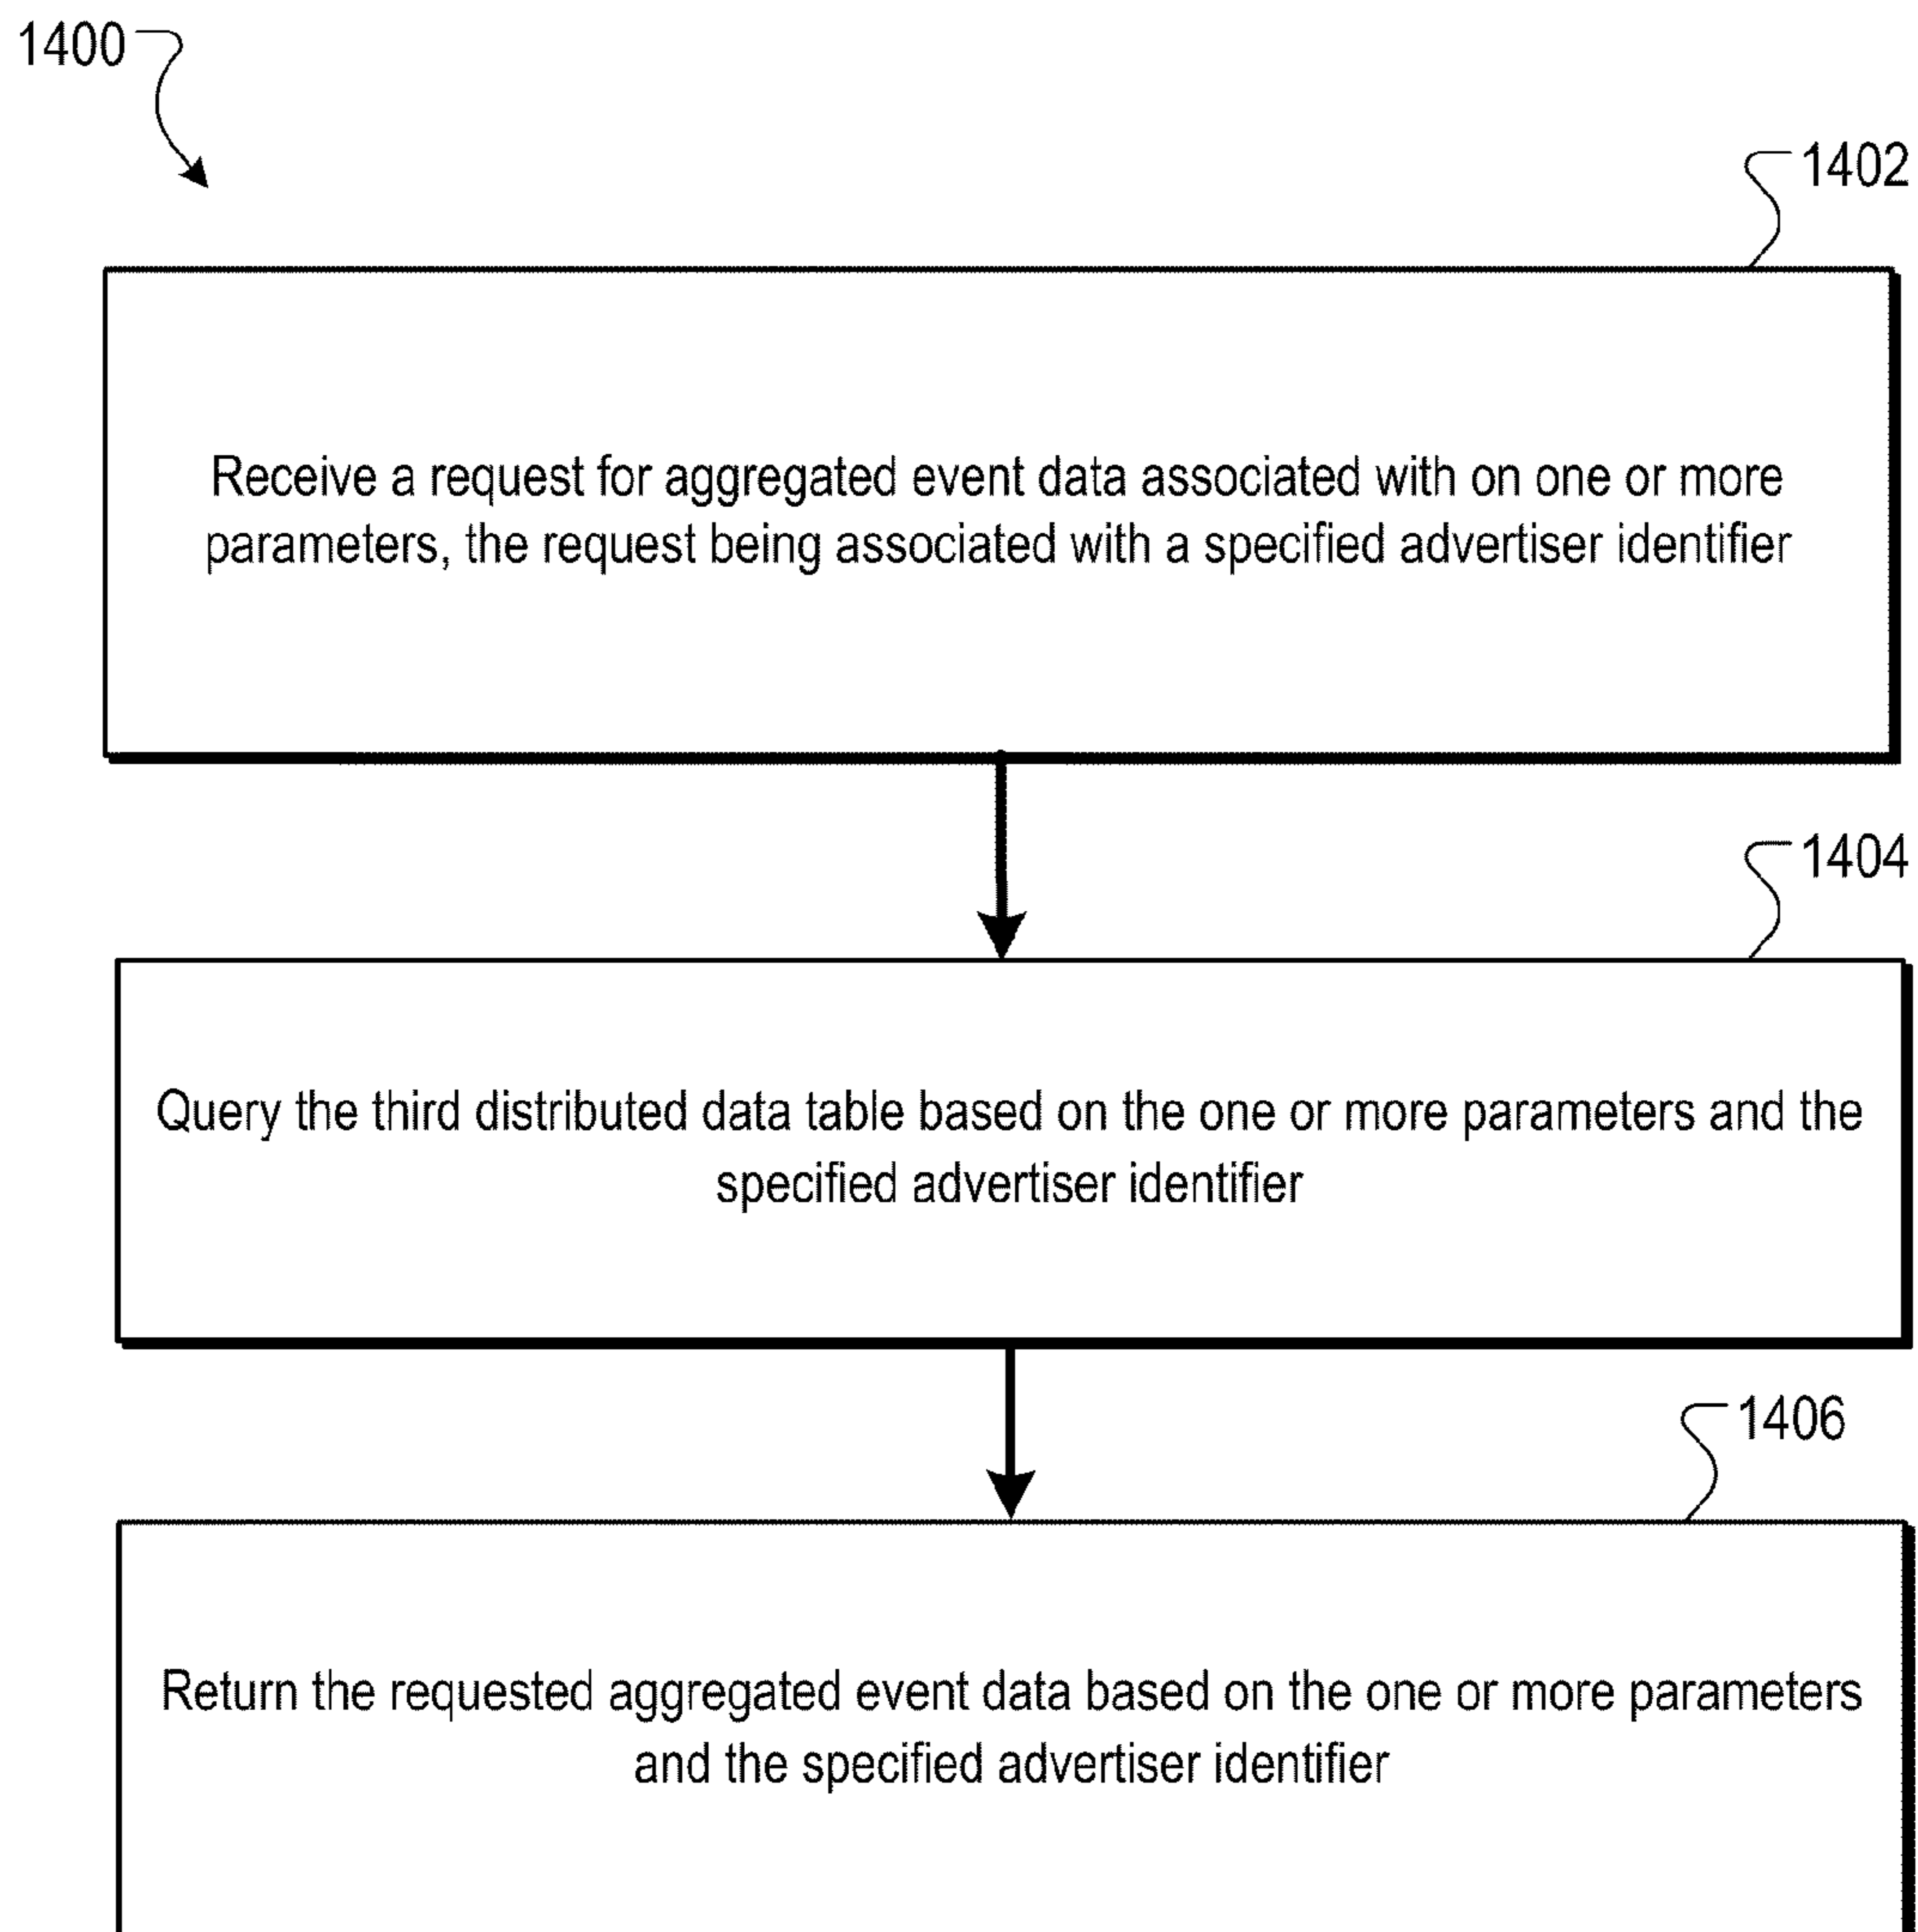 1400
1402
Receive a request for aggregated event data associated with on one or more
parameters, the request being associated with a specified advertiser identifier
1404
Query the third distributed data table based on the one or more parameters and the
specified advertiser identifier
1406
Return the requested aggregated event data based on the one or more parameters
and the specified advertiser identifier